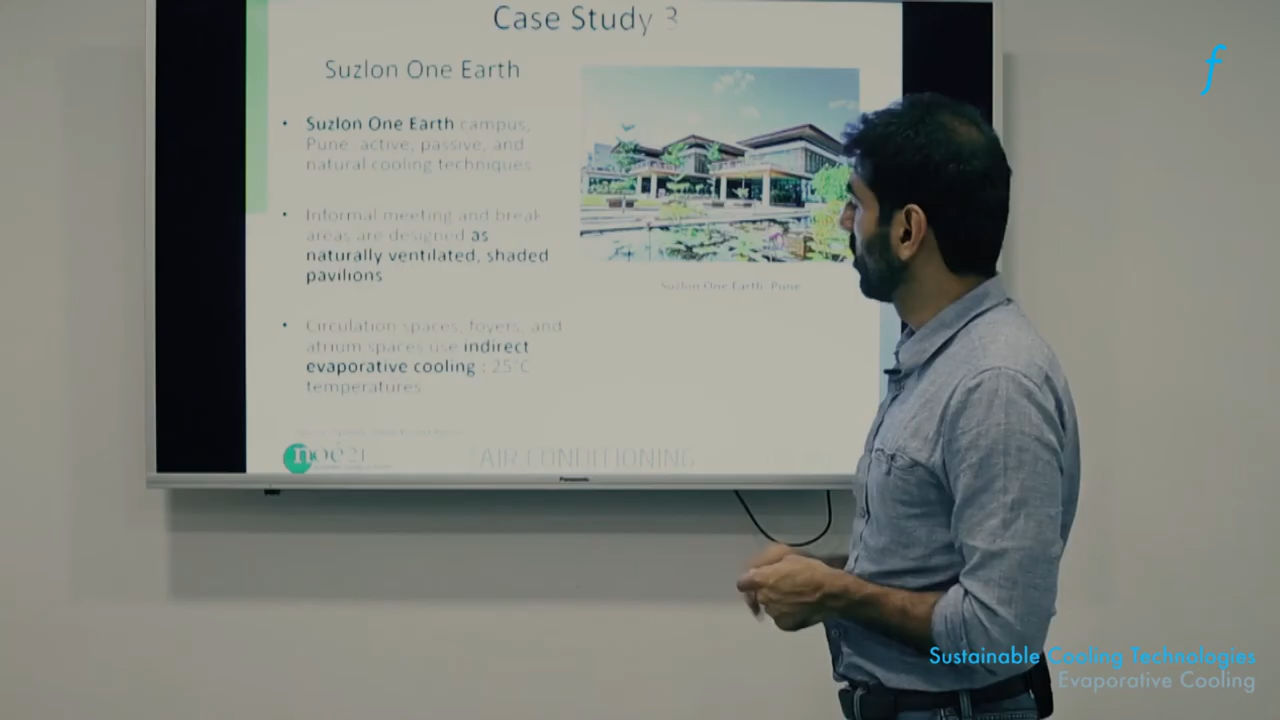 Case Study 3
Suzlon One Earth
• Suzlon One Earth campus,
Pune active, passive, and
natural cooling techniques
• Informal meeting and break
areas are designed as
naturally ventilated, shaded
pavilions
• Circulation spaces, foyers, and
atrium spaces use indirect
evaporative cooling : 25°C
temperatures
Suzlon One Earth, Pune
noé21
AIR CONDITIONING
Panasonic
f
Sustainable Cooling Technologies
Evaporative Cooling